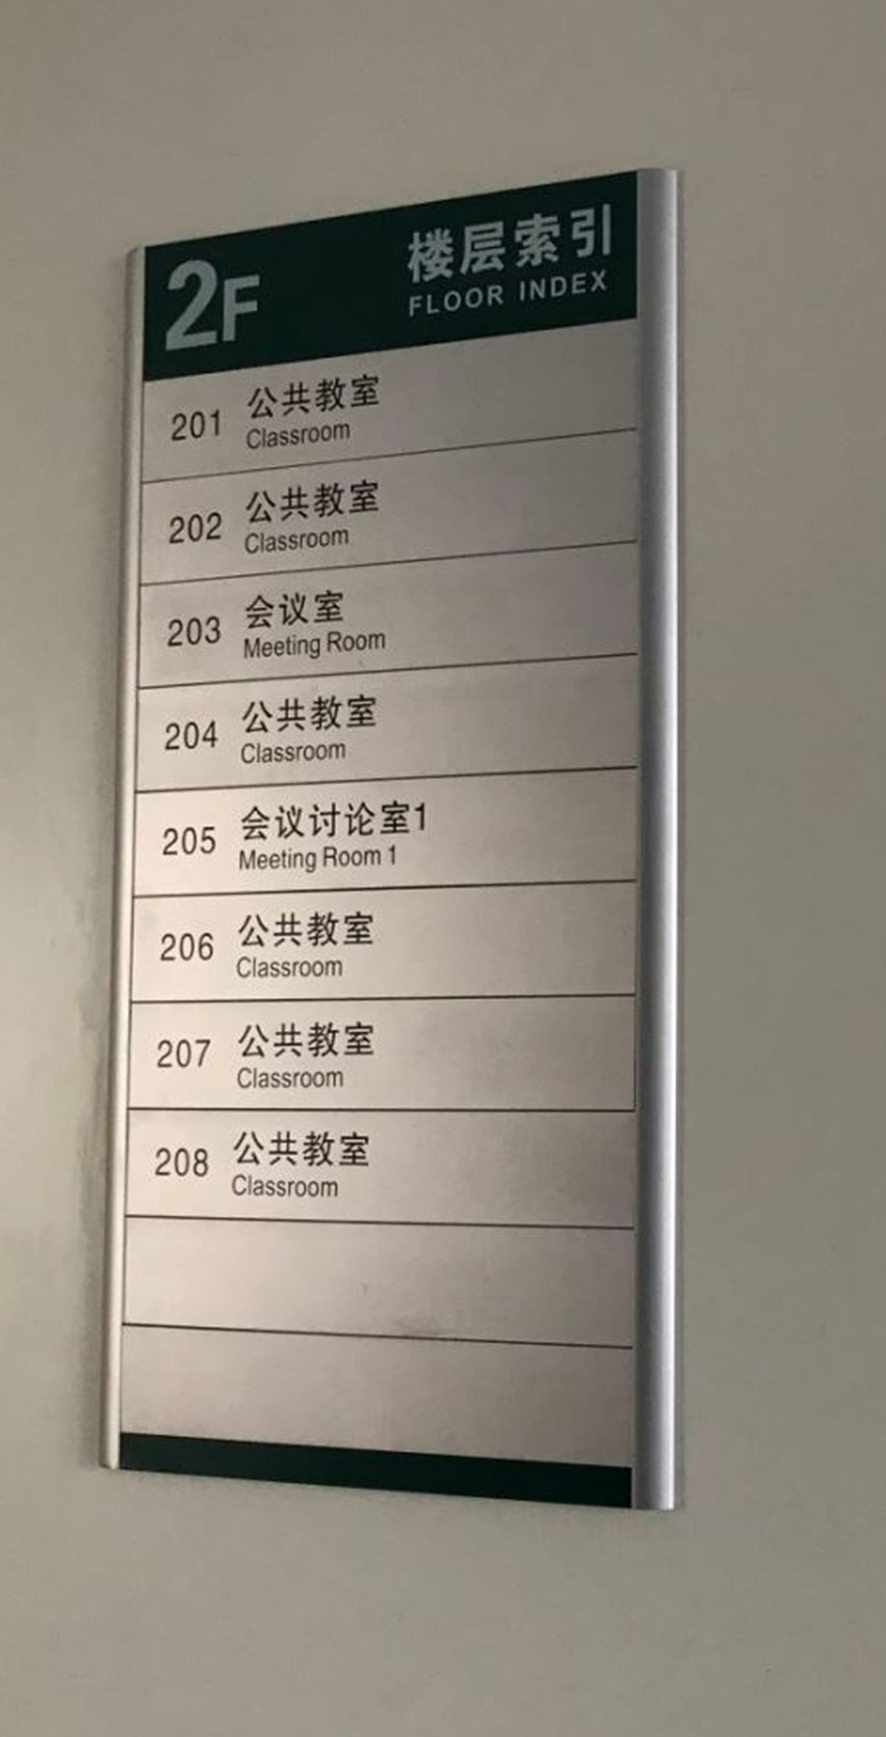 2F
楼层索引
FLOOR INDEX
201 公共教室
Classroom
202 公共教室
Classroom
203 会议室
Meeting Room
204 公共教室
Classroom
205 会议讨论室1
Meeting Room 1
206 公共教室
Classroom
207 公共教室
Classroom
208 公共教室
Classroom